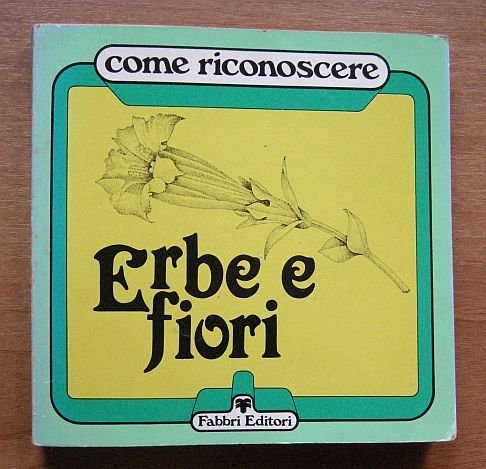 come riconoscere
Erbe e
fiori
Fabbri Editori